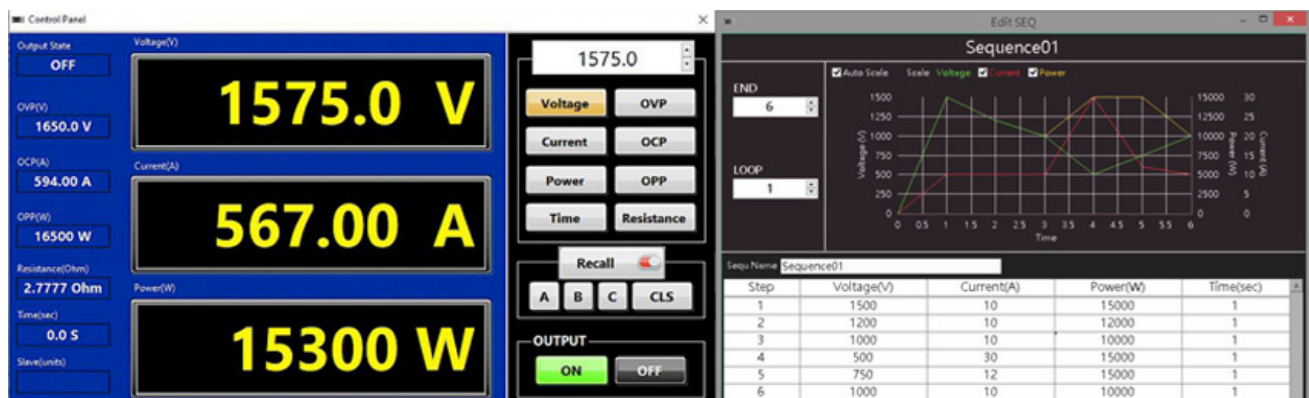 Control Panel
Output State
OFF
OVP(V)
1650.0 V
OCP(A)
594.00 A
OPP(W)
16500 W
Resistance(Ohm)
2.7777 Ohm
Time(sec)
0.0 S
Slave(units)
Voltage(V)
1575.0 V
Current(A)
567.00 A
Power(W)
15300 W
1575.0
Voltage OVP
Current OCP
Power OPP
Time Resistance
Recall
A B C CLS
OUTPUT
ON OFF
Edit SEQ
Sequence01
END
6
LOOP
1
Auto Scale Scale Voltage Current Power
1500 15000 30
1250 12500 25
1000 10000 20
750 7500 15
500 5000 10
250 2500 5
0 0 0
Voltage (V)
Power (W)
Current (A)
0 0.5 1 1.5 2 2.5 3 3.5 4 4.5 5 5.5 6
Time
Sequ Name Sequence01
Step Voltage(V) Current(A) Power(W) Time(sec)
1 1500 10 15000 1
2 1200 10 12000 1
3 1000 10 10000 1
4 500 30 15000 1
5 750 12 15000 1
6 1000 10 10000 1